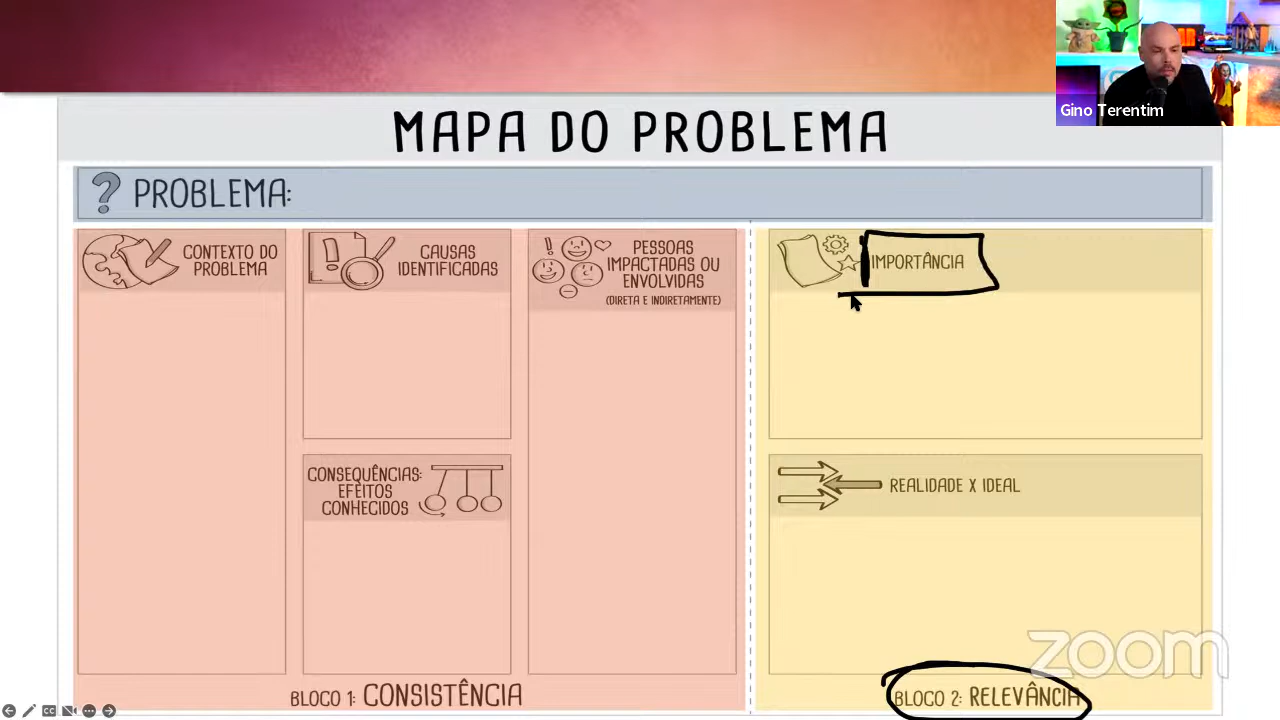 Gino Terentim
MAPA DO PROBLEMA
? PROBLEMA:
CONTEXTO DO
PROBLEMA
CAUSAS
IDENTIFICADAS
PESSOAS
IMPACTADAS OU
ENVOLVIDAS
(DIRETA E INDIRETAMENTE)
CONSEQUÊNCIAS:
EFEITOS
CONHECIDOS
BLOCO 1: CONSISTÊNCIA
IMPORTÂNCIA
REALIDADE X IDEAL
BLOCO 2: RELEVÂNCIA
zoom